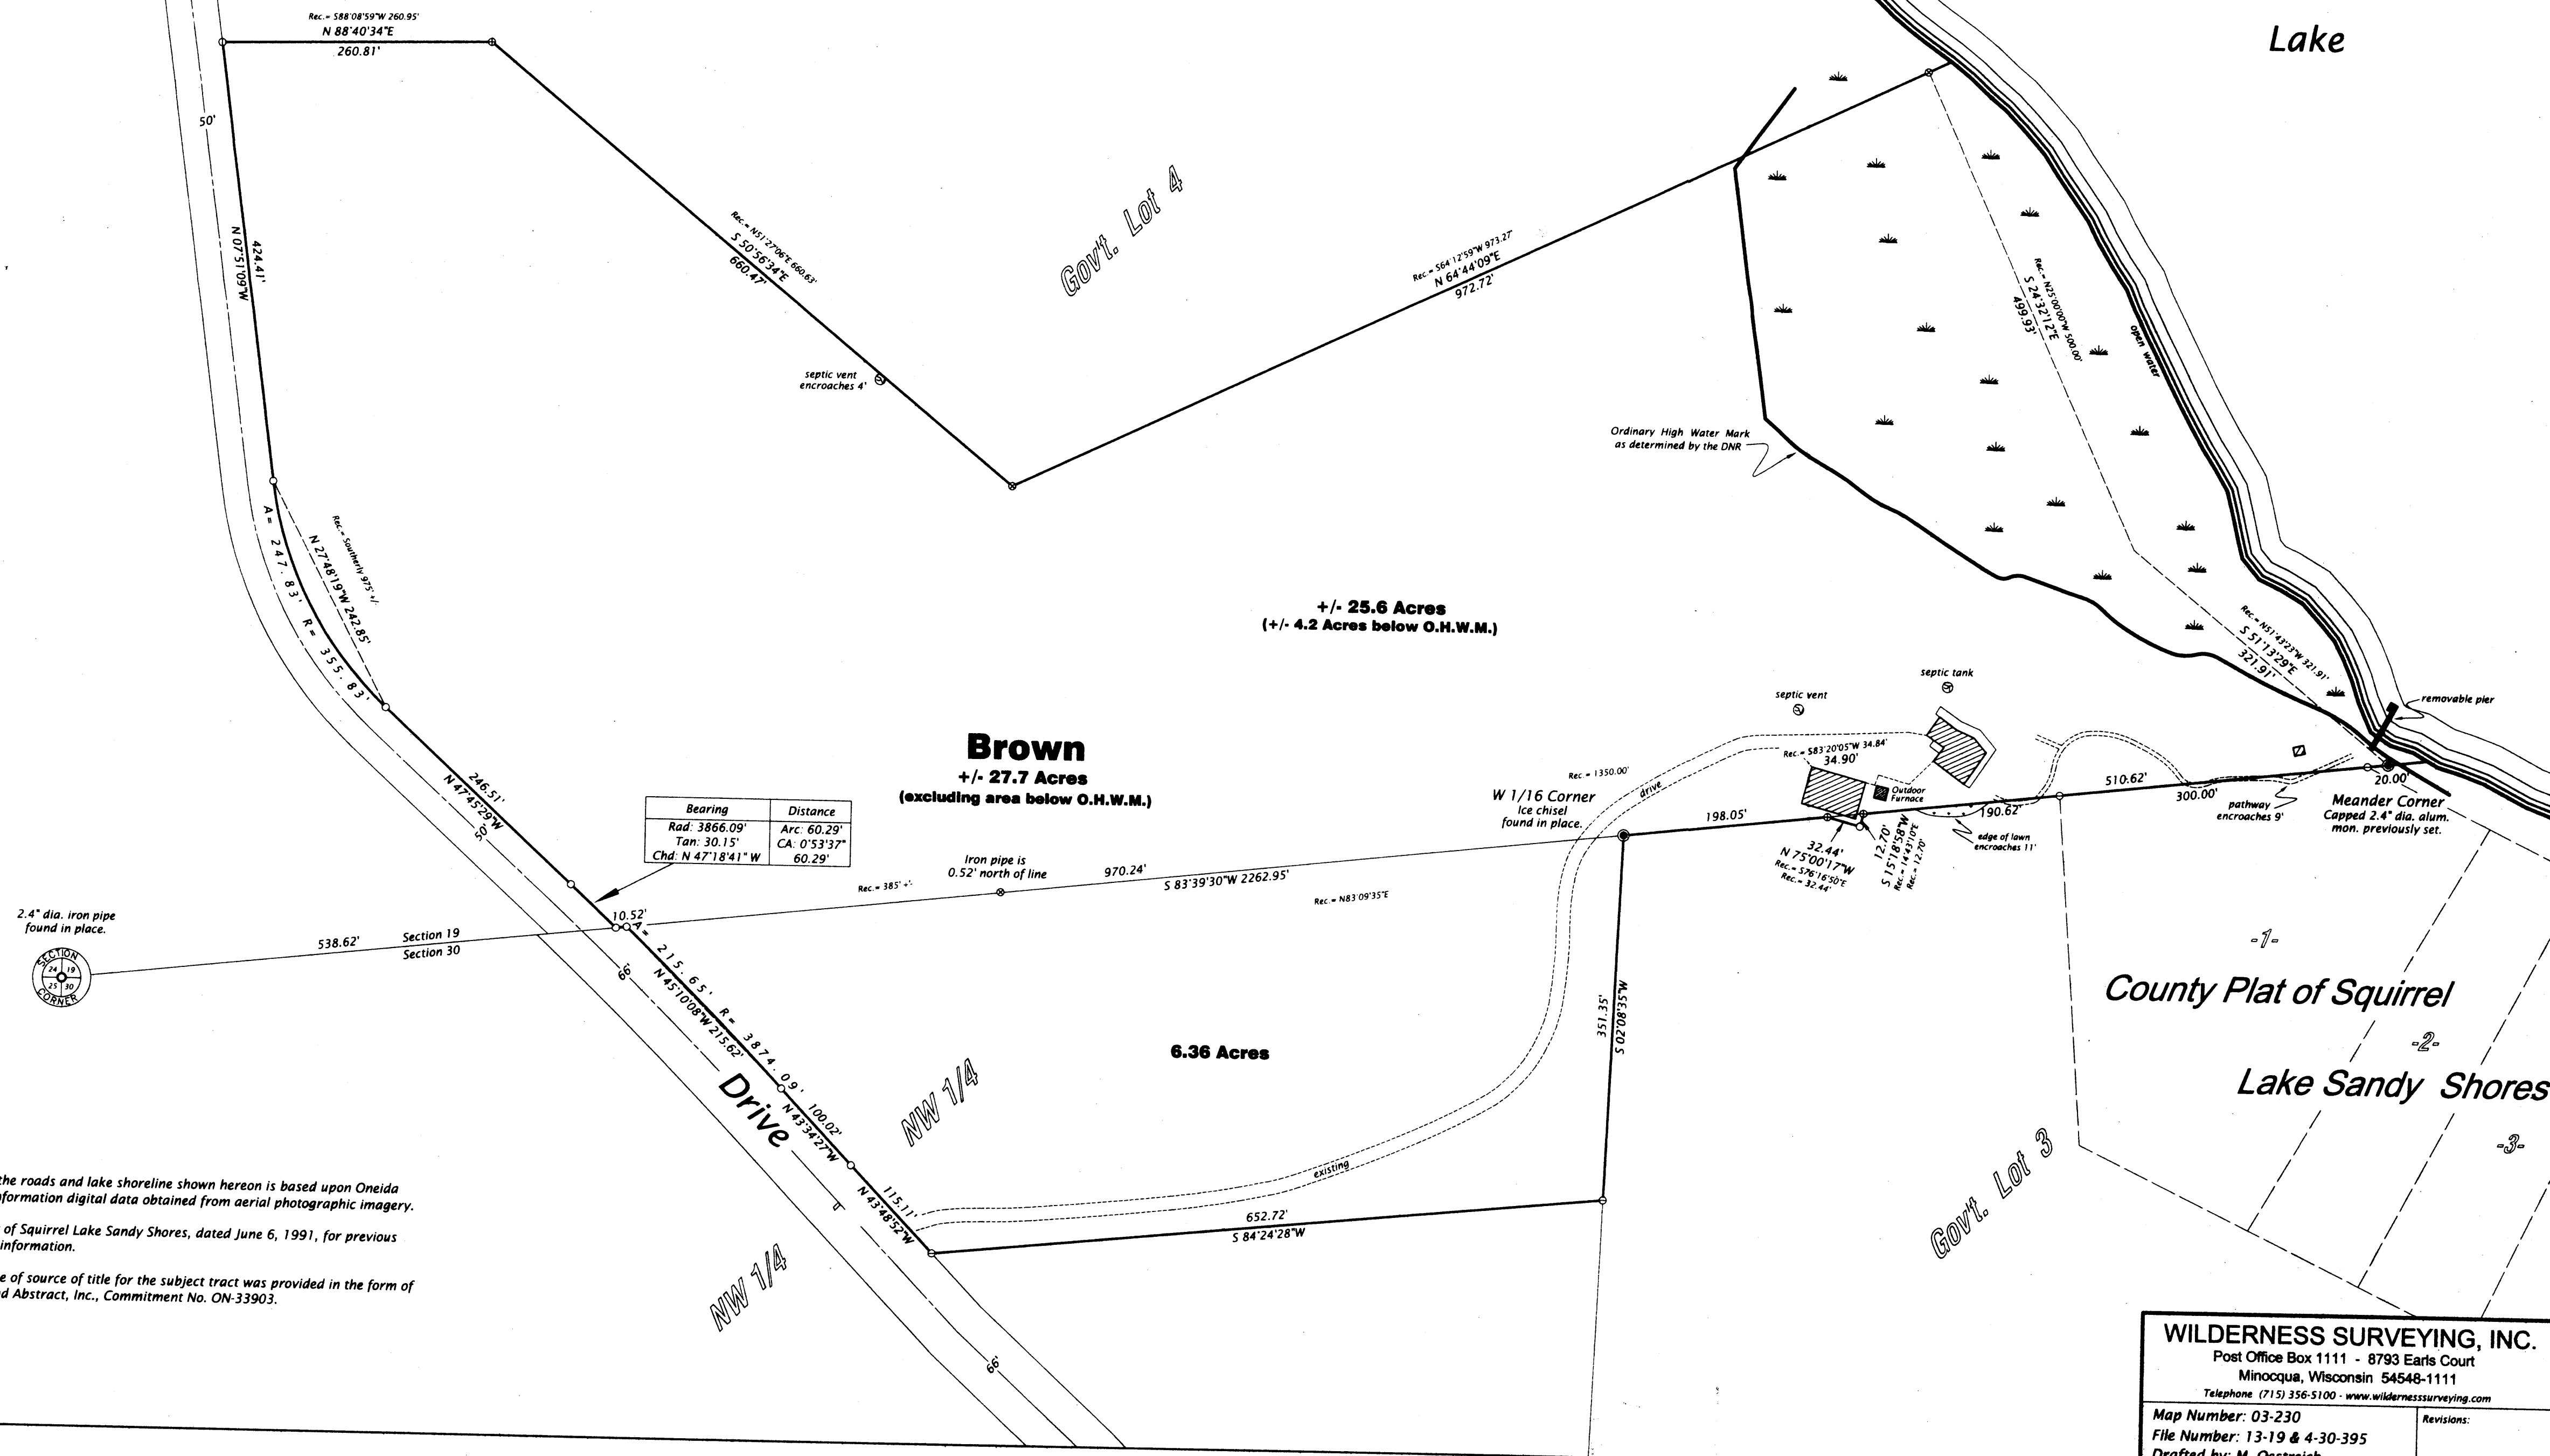 Lake
Rec.= S88°08'59"W 260.95'
N 88°40'34"E
260.81'
50'
424.41'
N 07°51'09"W
Rec.= N51°27'06"E 660.63'
S 50°56'34"E
660.47'
Gov't. Lot 4
Rec.= S64°12'59"W 973.27'
N 64°44'09"E
972.72'
Rec.= N25°00'00"W 500.00'
S 24°32'12"E
499.93'
open water
septic vent
encroaches 4'
Ordinary High Water Mark
as determined by the DNR
A= 247.83' R= 355.83'
Rec.= Southerly 975' +/-
N 27°48'19"W 242.85'
+/- 25.6 Acres
(+/- 4.2 Acres below O.H.W.M.)
Rec.= N51°43'23"W 321.91'
S 51°13'29"E
321.91'
removable pier
septic tank
septic vent
Brown
+/- 27.7 Acres
(excluding area below O.H.W.M.)
246.51'
N 47°45'29"W
50'
Bearing Distance
Rad: 3866.09' Arc: 60.29'
Tan: 30.15' CA: 0°53'37"
Chd: N 47°18'41" W 60.29'
Rec.= S83°20'05"W 34.84'
34.90'
Rec.= 1350.00'
drive
W 1/16 Corner
Ice chisel
found in place.
Outdoor
Furnace
198.05'
190.62'
510.62'
300.00'
20.00'
pathway
encroaches 9'
Meander Corner
Capped 2.4" dia. alum.
mon. previously set.
edge of lawn
encroaches 11'
32.44'
N 75°00'17"W
Rec.= S76°16'50"E
Rec.= 32.44'
12.70'
S 15°18'58"W
Rec.= 14°43'10"E
Rec.= 12.70'
Iron pipe is
0.52' north of line
Rec.= 385' +/-
970.24'
S 83°39'30"W 2262.95'
Rec.= N83°09'35"E
2.4" dia. iron pipe
found in place.
SECTION
24 19
25 30
CORNER
538.62'
Section 19
Section 30
10.52'
A= 215.65' R= 3874.09'
N 45°10'08"W 215.62'
66'
Drive
100.02'
N 43°34'27"W
NW 1/4
6.36 Acres
351.35'
S 02°08'35"W
existing
115.11'
N 43°48'52"W
652.72'
S 84°24'28"W
NW 1/4
66'
-1-
County Plat of Squirrel
-2-
Lake Sandy Shores
-3-
Gov't. Lot 3
the roads and lake shoreline shown hereon is based upon Oneida
nformation digital data obtained from aerial photographic imagery.
of Squirrel Lake Sandy Shores, dated June 6, 1991, for previous
information.
e of source of title for the subject tract was provided in the form of
d Abstract, Inc., Commitment No. ON-33903.
WILDERNESS SURVEYING, INC.
Post Office Box 1111 - 8793 Earls Court
Minocqua, Wisconsin 54548-1111
Telephone (715) 356-5100 - www.wildernesssurveying.com
Map Number: 03-230
Revisions:
File Number: 13-19 & 4-30-395
Drafted by: M. Oestreich